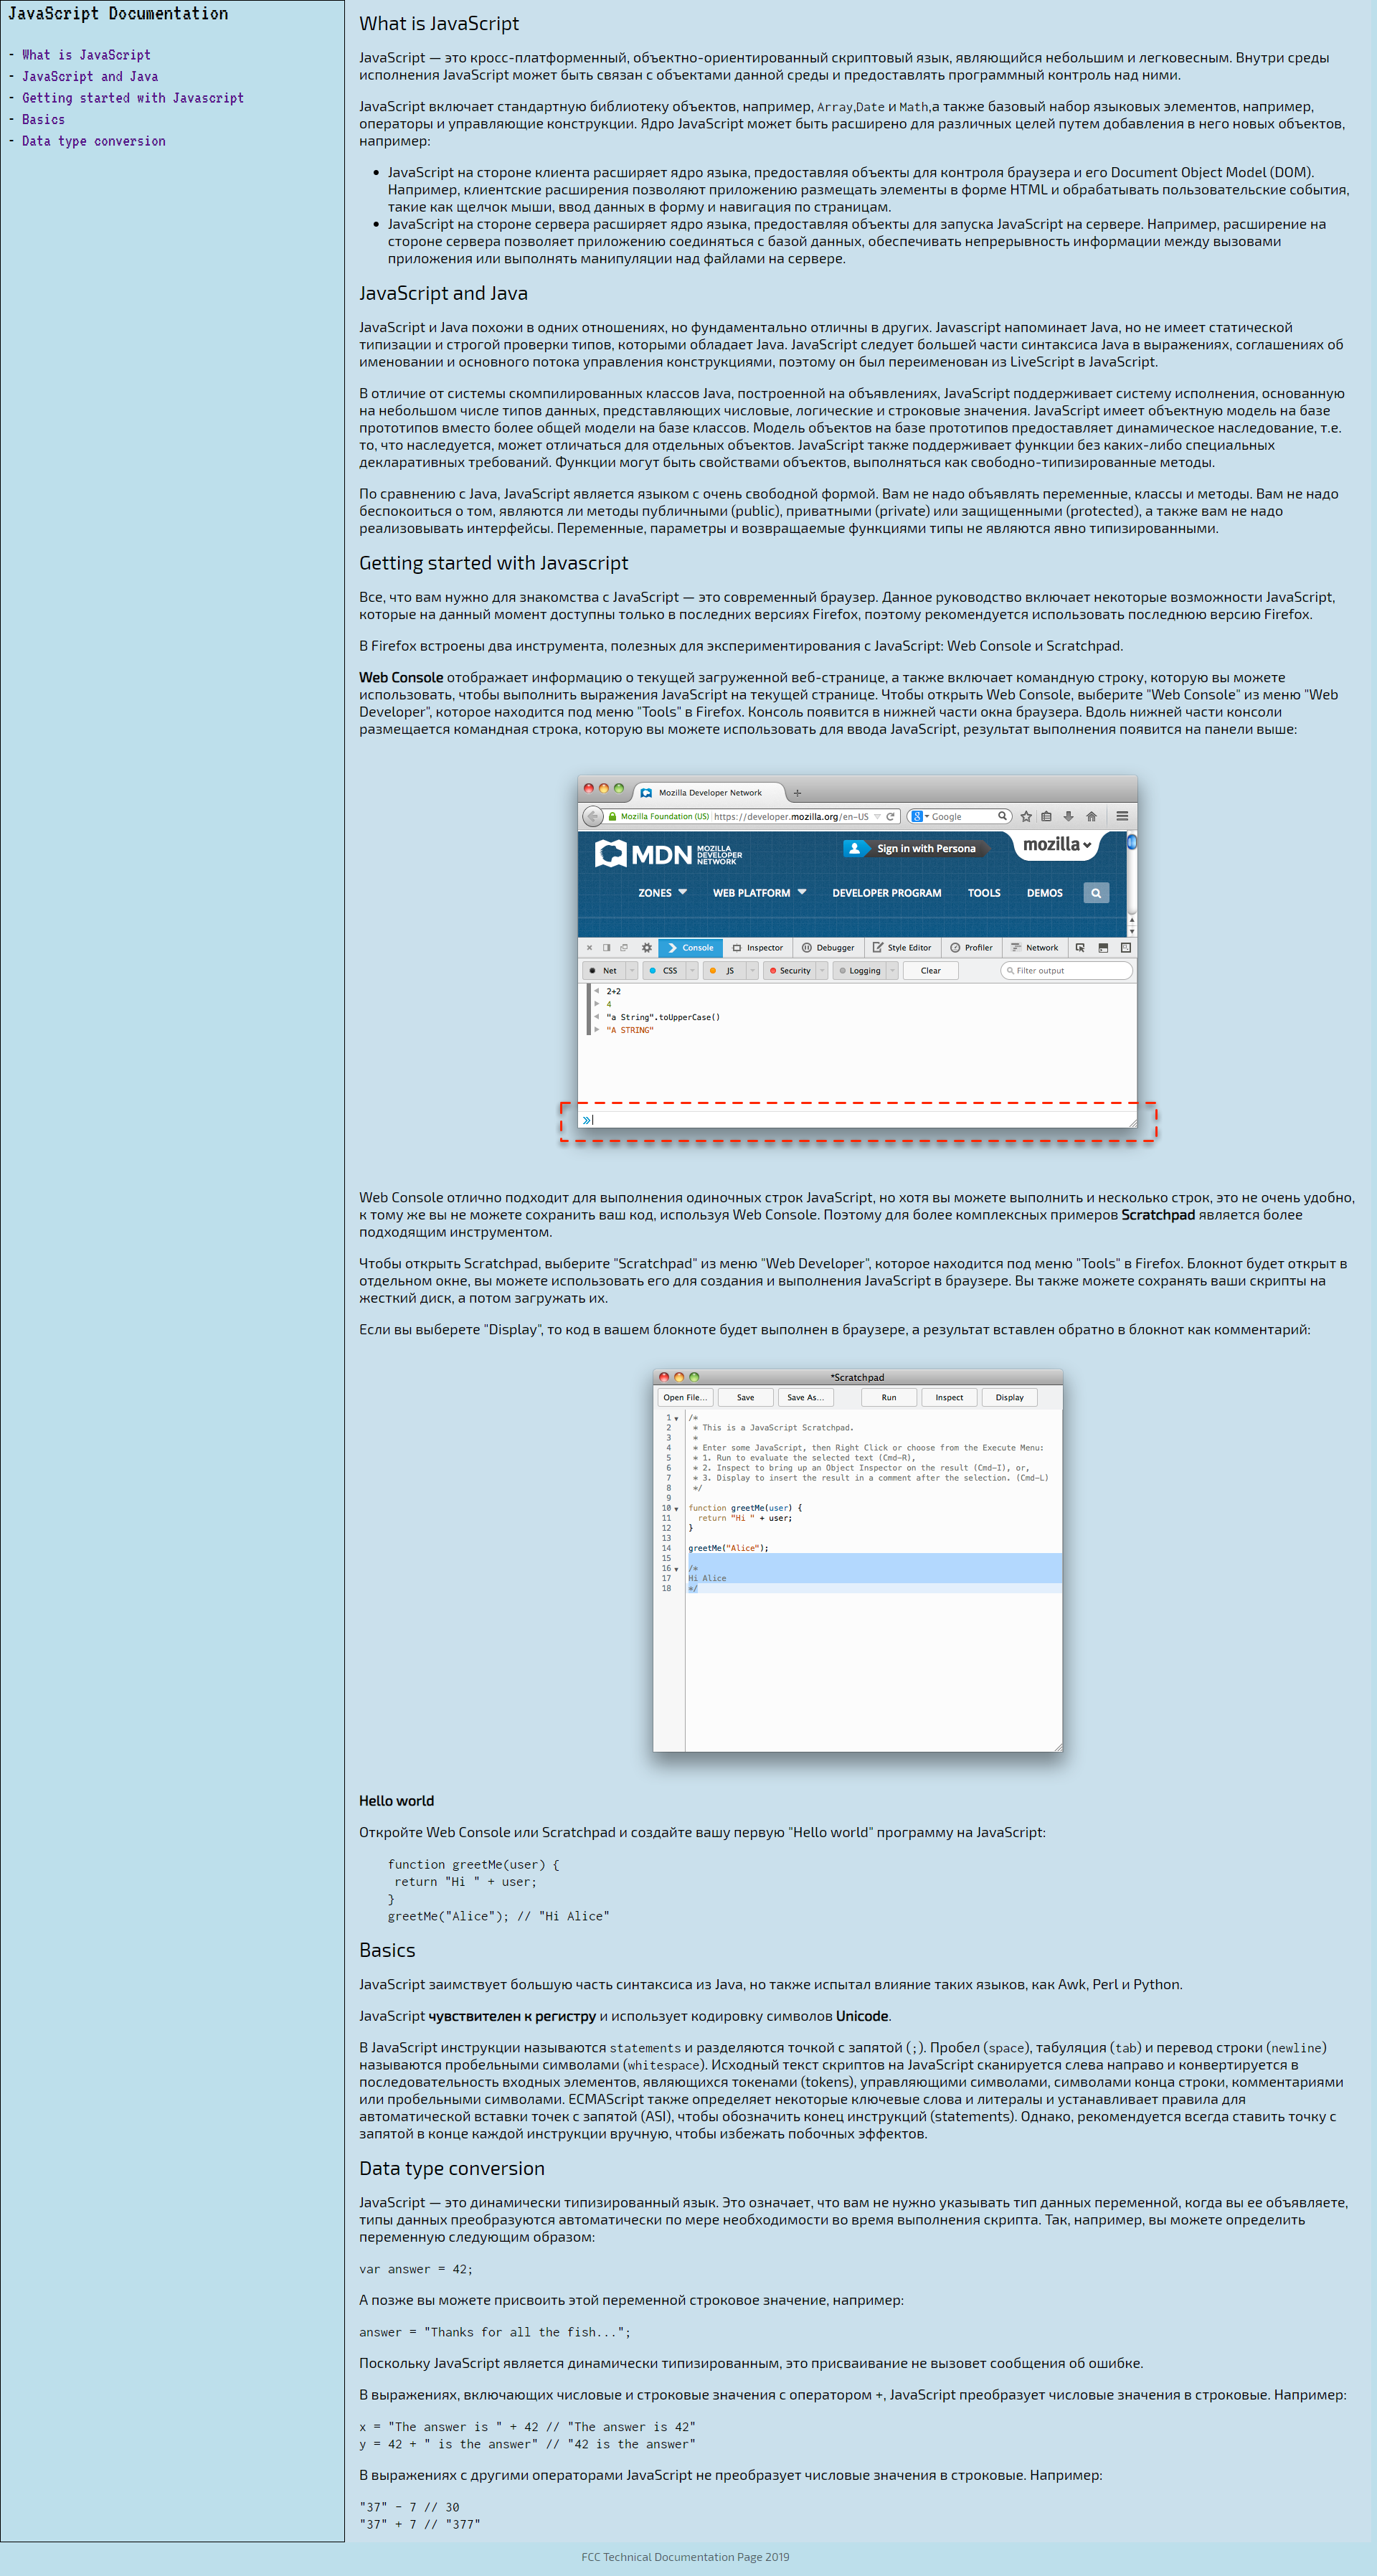 JavaScript Documentation
- What is JavaScript
- JavaScript and Java
- Getting started with Javascript
- Basics
- Data type conversion
What is JavaScript
JavaScript — это кросс-платформенный, объектно-ориентированный скриптовый язык, являющийся небольшим и легковесным. Внутри среды
исполнения JavaScript может быть связан с объектами данной среды и предоставлять программный контроль над ними.
JavaScript включает стандартную библиотеку объектов, например, Array,Date и Math,а также базовый набор языковых элементов, например,
операторы и управляющие конструкции. Ядро JavaScript может быть расширено для различных целей путем добавления в него новых объектов,
например:
• JavaScript на стороне клиента расширяет ядро языка, предоставляя объекты для контроля браузера и его Document Object Model (DOM).
Например, клиентские расширения позволяют приложению размещать элементы в форме HTML и обрабатывать пользовательские события,
такие как щелчок мыши, ввод данных в форму и навигация по страницам.
• JavaScript на стороне сервера расширяет ядро языка, предоставляя объекты для запуска JavaScript на сервере. Например, расширение на
стороне сервера позволяет приложению соединяться с базой данных, обеспечивать непрерывность информации между вызовами
приложения или выполнять манипуляции над файлами на сервере.
JavaScript and Java
JavaScript и Java похожи в одних отношениях, но фундаментально отличны в других. Javascript напоминает Java, но не имеет статической
типизации и строгой проверки типов, которыми обладает Java. JavaScript следует большей части синтаксиса Java в выражениях, соглашениях об
именовании и основного потока управления конструкциями, поэтому он был переименован из LiveScript в JavaScript.
В отличие от системы скомпилированных классов Java, построенной на объявлениях, JavaScript поддерживает систему исполнения, основанную
на небольшом числе типов данных, представляющих числовые, логические и строковые значения. JavaScript имеет объектную модель на базе
прототипов вместо более общей модели на базе классов. Модель объектов на базе прототипов предоставляет динамическое наследование, т.е.
то, что наследуется, может отличаться для отдельных объектов. JavaScript также поддерживает функции без каких-либо специальных
декларативных требований. Функции могут быть свойствами объектов, выполняться как свободно-типизированные методы.
По сравнению с Java, JavaScript является языком с очень свободной формой. Вам не надо объявлять переменные, классы и методы. Вам не надо
беспокоиться о том, являются ли методы публичными (public), приватными (private) или защищенными (protected), а также вам не надо
реализовывать интерфейсы. Переменные, параметры и возвращаемые функциями типы не являются явно типизированными.
Getting started with Javascript
Все, что вам нужно для знакомства с JavaScript — это современный браузер. Данное руководство включает некоторые возможности JavaScript,
которые на данный момент доступны только в последних версиях Firefox, поэтому рекомендуется использовать последнюю версию Firefox.
В Firefox встроены два инструмента, полезных для экспериментирования с JavaScript: Web Console и Scratchpad.
Web Console отображает информацию о текущей загруженной веб-странице, а также включает командную строку, которую вы можете
использовать, чтобы выполнить выражения JavaScript на текущей странице. Чтобы открыть Web Console, выберите "Web Console" из меню "Web
Developer", которое находится под меню "Tools" в Firefox. Консоль появится в нижней части окна браузера. Вдоль нижней части консоли
размещается командная строка, которую вы можете использовать для ввода JavaScript, результат выполнения появится на панели выше:
Mozilla Developer Network +
Mozilla Foundation (US) https://developer.mozilla.org/en-US Google
MDN MOZILLA DEVELOPER NETWORK Sign in with Persona mozilla
ZONES WEB PLATFORM DEVELOPER PROGRAM TOOLS DEMOS
Console Inspector Debugger Style Editor Profiler Network
Net CSS JS Security Logging Clear Filter output
2+2
4
"a String".toUpperCase()
"A STRING"
»
Web Console отлично подходит для выполнения одиночных строк JavaScript, но хотя вы можете выполнить и несколько строк, это не очень удобно,
к тому же вы не можете сохранить ваш код, используя Web Console. Поэтому для более комплексных примеров Scratchpad является более
подходящим инструментом.
Чтобы открыть Scratchpad, выберите "Scratchpad" из меню "Web Developer", которое находится под меню "Tools" в Firefox. Блокнот будет открыт в
отдельном окне, вы можете использовать его для создания и выполнения JavaScript в браузере. Вы также можете сохранять ваши скрипты на
жесткий диск, а потом загружать их.
Если вы выберете "Display", то код в вашем блокноте будет выполнен в браузере, а результат вставлен обратно в блокнот как комментарий:
*Scratchpad
Open File... Save Save As... Run Inspect Display
1 /*
2 * This is a JavaScript Scratchpad.
3 *
4 * Enter some JavaScript, then Right Click or choose from the Execute Menu:
5 * 1. Run to evaluate the selected text (Cmd-R),
6 * 2. Inspect to bring up an Object Inspector on the result (Cmd-I), or,
7 * 3. Display to insert the result in a comment after the selection. (Cmd-L)
8 */
9
10 function greetMe(user) {
11 return "Hi " + user;
12 }
13
14 greetMe("Alice");
15
16 /*
17 Hi Alice
18 */
Hello world
Откройте Web Console или Scratchpad и создайте вашу первую "Hello world" программу на JavaScript:
function greetMe(user) {
return "Hi " + user;
}
greetMe("Alice"); // "Hi Alice"
Basics
JavaScript заимствует большую часть синтаксиса из Java, но также испытал влияние таких языков, как Awk, Perl и Python.
JavaScript чувствителен к регистру и использует кодировку символов Unicode.
В JavaScript инструкции называются statements и разделяются точкой с запятой (;). Пробел (space), табуляция (tab) и перевод строки (newline)
называются пробельными символами (whitespace). Исходный текст скриптов на JavaScript сканируется слева направо и конвертируется в
последовательность входных элементов, являющихся токенами (tokens), управляющими символами, символами конца строки, комментариями
или пробельными символами. ECMAScript также определяет некоторые ключевые слова и литералы и устанавливает правила для
автоматической вставки точек с запятой (ASI), чтобы обозначить конец инструкций (statements). Однако, рекомендуется всегда ставить точку с
запятой в конце каждой инструкции вручную, чтобы избежать побочных эффектов.
Data type conversion
JavaScript — это динамически типизированный язык. Это означает, что вам не нужно указывать тип данных переменной, когда вы ее объявляете,
типы данных преобразуются автоматически по мере необходимости во время выполнения скрипта. Так, например, вы можете определить
переменную следующим образом:
var answer = 42;
А позже вы можете присвоить этой переменной строковое значение, например:
answer = "Thanks for all the fish...";
Поскольку JavaScript является динамически типизированным, это присваивание не вызовет сообщения об ошибке.
В выражениях, включающих числовые и строковые значения с оператором +, JavaScript преобразует числовые значения в строковые. Например:
x = "The answer is " + 42 // "The answer is 42"
y = 42 + " is the answer" // "42 is the answer"
В выражениях с другими операторами JavaScript не преобразует числовые значения в строковые. Например:
"37" - 7 // 30
"37" + 7 // "377"
FCC Technical Documentation Page 2019